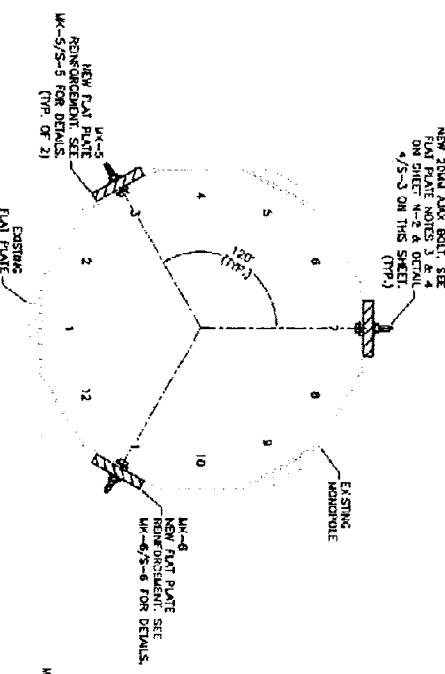 NEW 20MM AJAX BOLT, SEE
FLAT PLATE NOTES 3 & 4
ON SHEET N-2 & DETAIL
4/S-3 ON THIS SHEET.
(TYP.)
MK-5
NEW FLAT PLATE
REINFORCEMENT. SEE
MK-5/S-5 FOR DETAILS.
(TYP. OF 2)
120°
(TYP.)
EXISTING
MONOPOLE
4
5
6
7
3
2
8
1
9
12
10
EXISTING
FLAT PLATE
MK-6
NEW FLAT PLATE
REINFORCEMENT. SEE
MK-6/S-6 FOR DETAILS.